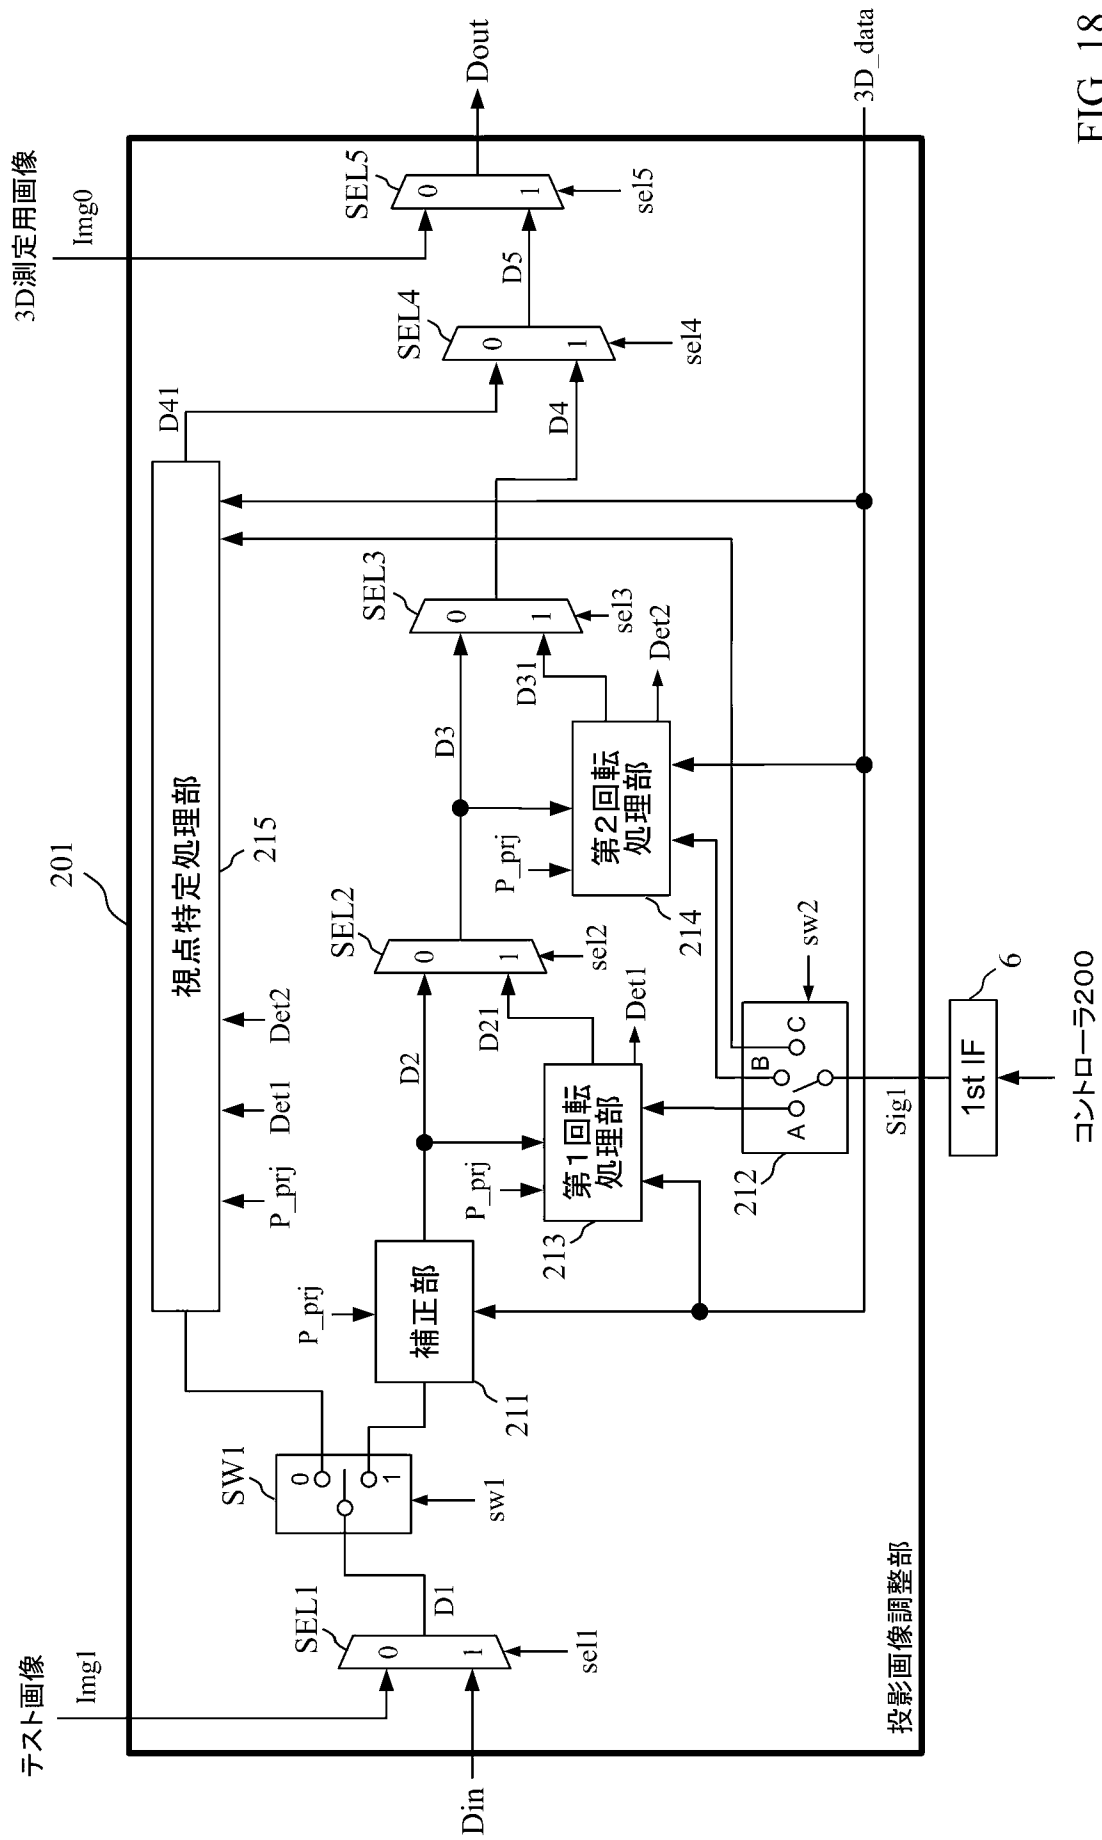 テスト画像
Img1
3D測定用画像
Img0
201
視点特定処理部
215
P_prj
Det1
Det2
D41
SEL5
0
1
sel5
Dout
SEL4
0
1
sel4
D5
D4
SW1
0
1
sw1
SEL1
0
1
sel1
D1
Din
P_prj
補正部
211
D2
SEL2
0
1
sel2
D21
P_prj
第1回転
処理部
213
Det1
D3
SEL3
0
1
sel3
D31
P_prj
第2回転
処理部
214
Det2
A
B
C
212
sw2
Sig1
1st IF
6
コントローラ200
3D_data
投影画像調整部
FIG. 18